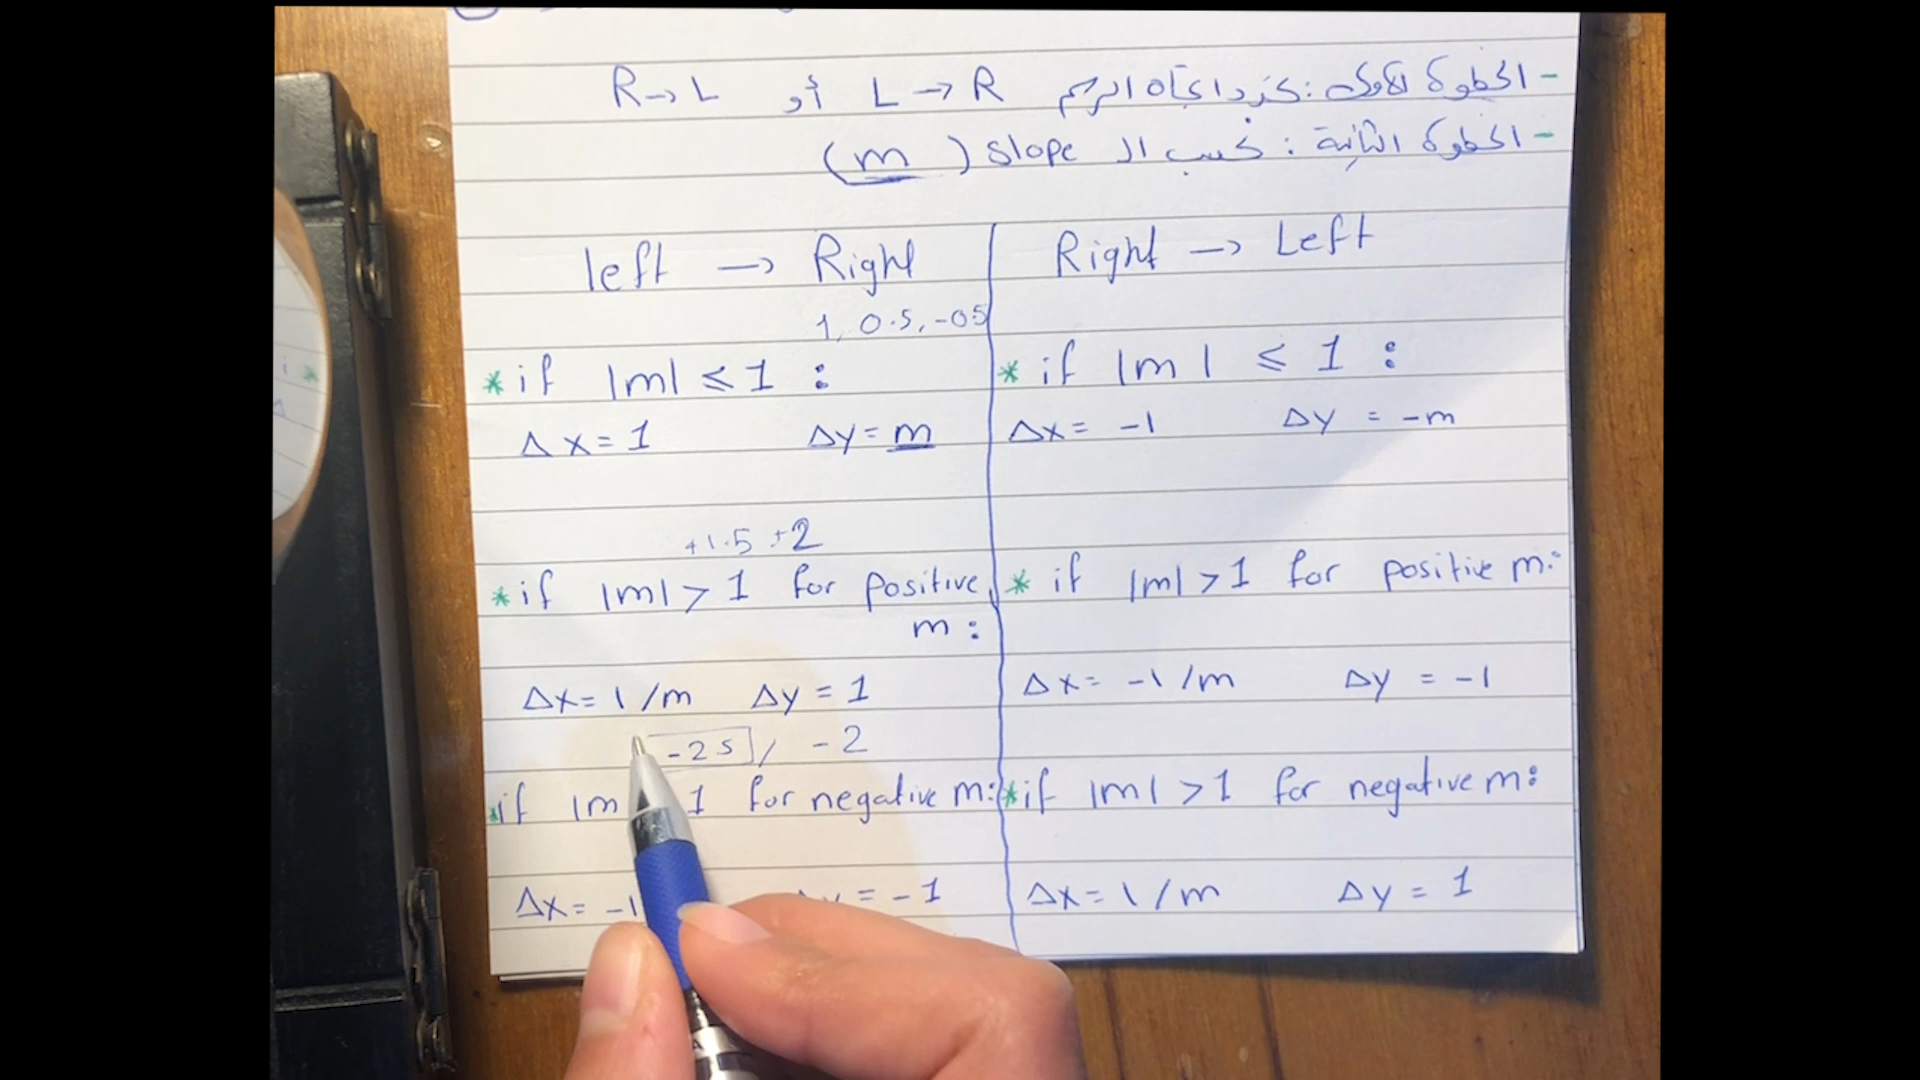 - الخطوة الأولى: نحدد اتجاه الرسم L → R أو R → L
- الخطوة الثانية: نحسب الـ slope (m)
left → Right
1, 0.5, -0.5
* if |m| ≤ 1 :
Δx = 1 Δy = m
+1.5 +2
* if |m| > 1 for positive
m :
Δx = 1/m Δy = 1
-2.5 / -2
* if |m 1 for negative m:
Δx = -1 = -1
Right → Left
* if |m| ≤ 1 :
Δx = -1 Δy = -m
* if |m| > 1 for positive m:
Δx = -1/m Δy = -1
* if |m| > 1 for negative m:
Δx = 1/m Δy = 1